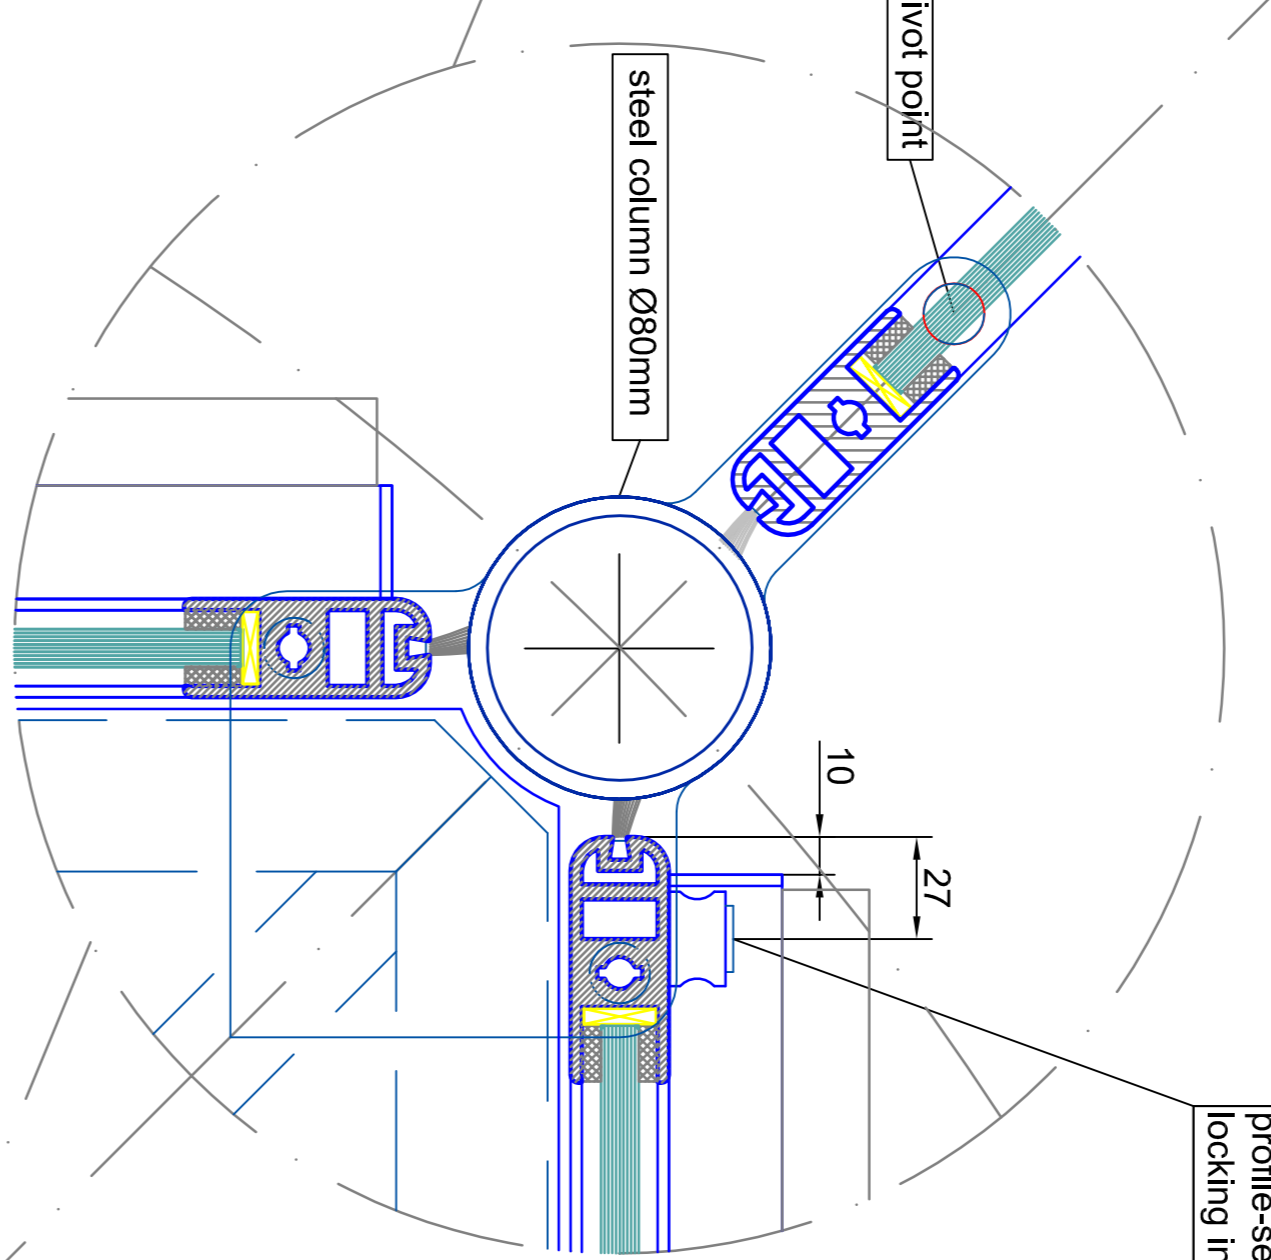 ivot point
steel column Ø80mm
10
27
profile-se
locking in